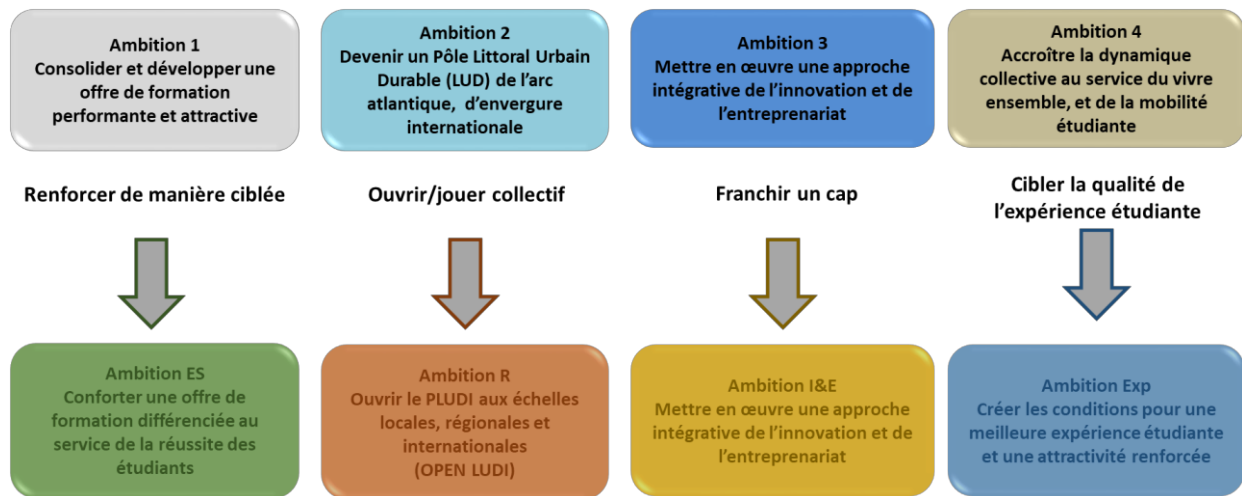 Ambition 1
Consolider et développer une
offre de formation
performante et attractive
Ambition 2
Devenir un Pôle Littoral Urbain
Durable (LUD) de l’arc
atlantique, d’envergure
internationale
Ambition 3
Mettre en œuvre une approche
intégrative de l’innovation et de
l’entreprenariat
Ambition 4
Accroître la dynamique
collective au service du vivre
ensemble, et de la mobilité
étudiante
Renforcer de manière ciblée
Ouvrir/jouer collectif
Franchir un cap
Cibler la qualité de
l’expérience étudiante
Ambition ES
Conforter une offre de
formation différenciée au
service de la réussite des
étudiants
Ambition R
Ouvrir le PLUDI aux échelles
locales, régionales et
internationales
(OPEN LUDI)
Ambition I&E
Mettre en œuvre une approche
intégrative de l’innovation et de
l’entreprenariat
Ambition Exp
Créer les conditions pour une
meilleure expérience étudiante
et une attractivité renforcée